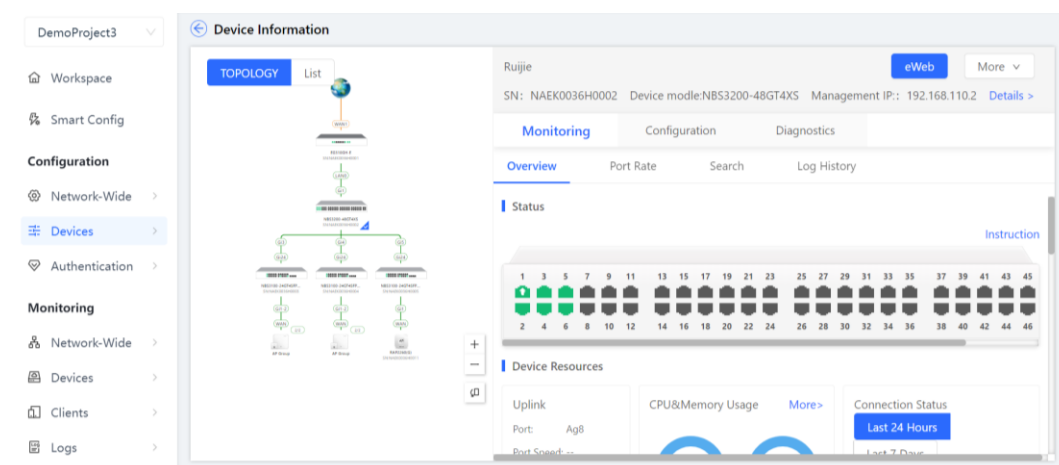 DemoProject3
Device Information
Workspace
Smart Config
Configuration
Network-Wide
Devices
Authentication
Monitoring
Network-Wide
Devices
Clients
Logs
TOPOLOGY List
Ruijie
eWeb
More
SN: NAEK0036H0002 Device modle:NBS3200-48GT4XS Management IP:: 192.168.110.2 Details >
Monitoring Configuration Diagnostics
Overview Port Rate Search Log History
Status
Instruction
1 3 5 7 9 11 13 15 17 19 21 23 25 27 29 31 33 35 37 39 41 43 45
2 4 6 8 10 12 14 16 18 20 22 24 26 28 30 32 34 36 38 40 42 44 46
Device Resources
Uplink
Port: Ag8
Port Speed: --
CPU&Memory Usage More>
Connection Status
Last 24 Hours
Last 7 Days